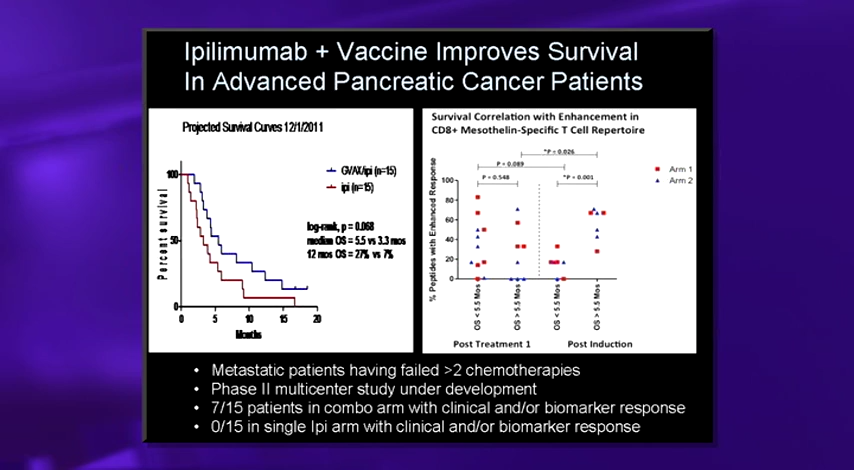 Ipilimumab + Vaccine Improves Survival
In Advanced Pancreatic Cancer Patients
Projected Survival Curves 12/1/2011
GVAX/ipi (n=15)
ipi (n=15)
log-rank, p = 0.068
median OS = 5.5 vs 3.3 mos
12 mos OS = 27% vs 7%
Percent survival
100
50
0
0 5 10 15 20
Months
Survival Correlation with Enhancement in
CD8+ Mesothelin-Specific T Cell Repertoire
*P = 0.026
P = 0.089
P = 0.548
*P = 0.001
Arm 1
Arm 2
% Peptides with Enhanced Response
100
80
60
40
20
0
OS < 5.5 Mos
OS > 5.5 Mos
OS < 5.5 Mos
OS > 5.5 Mos
Post Treatment 1
Post Induction
• Metastatic patients having failed >2 chemotherapies
• Phase II multicenter study under development
• 7/15 patients in combo arm with clinical and/or biomarker response
• 0/15 in single Ipi arm with clinical and/or biomarker response